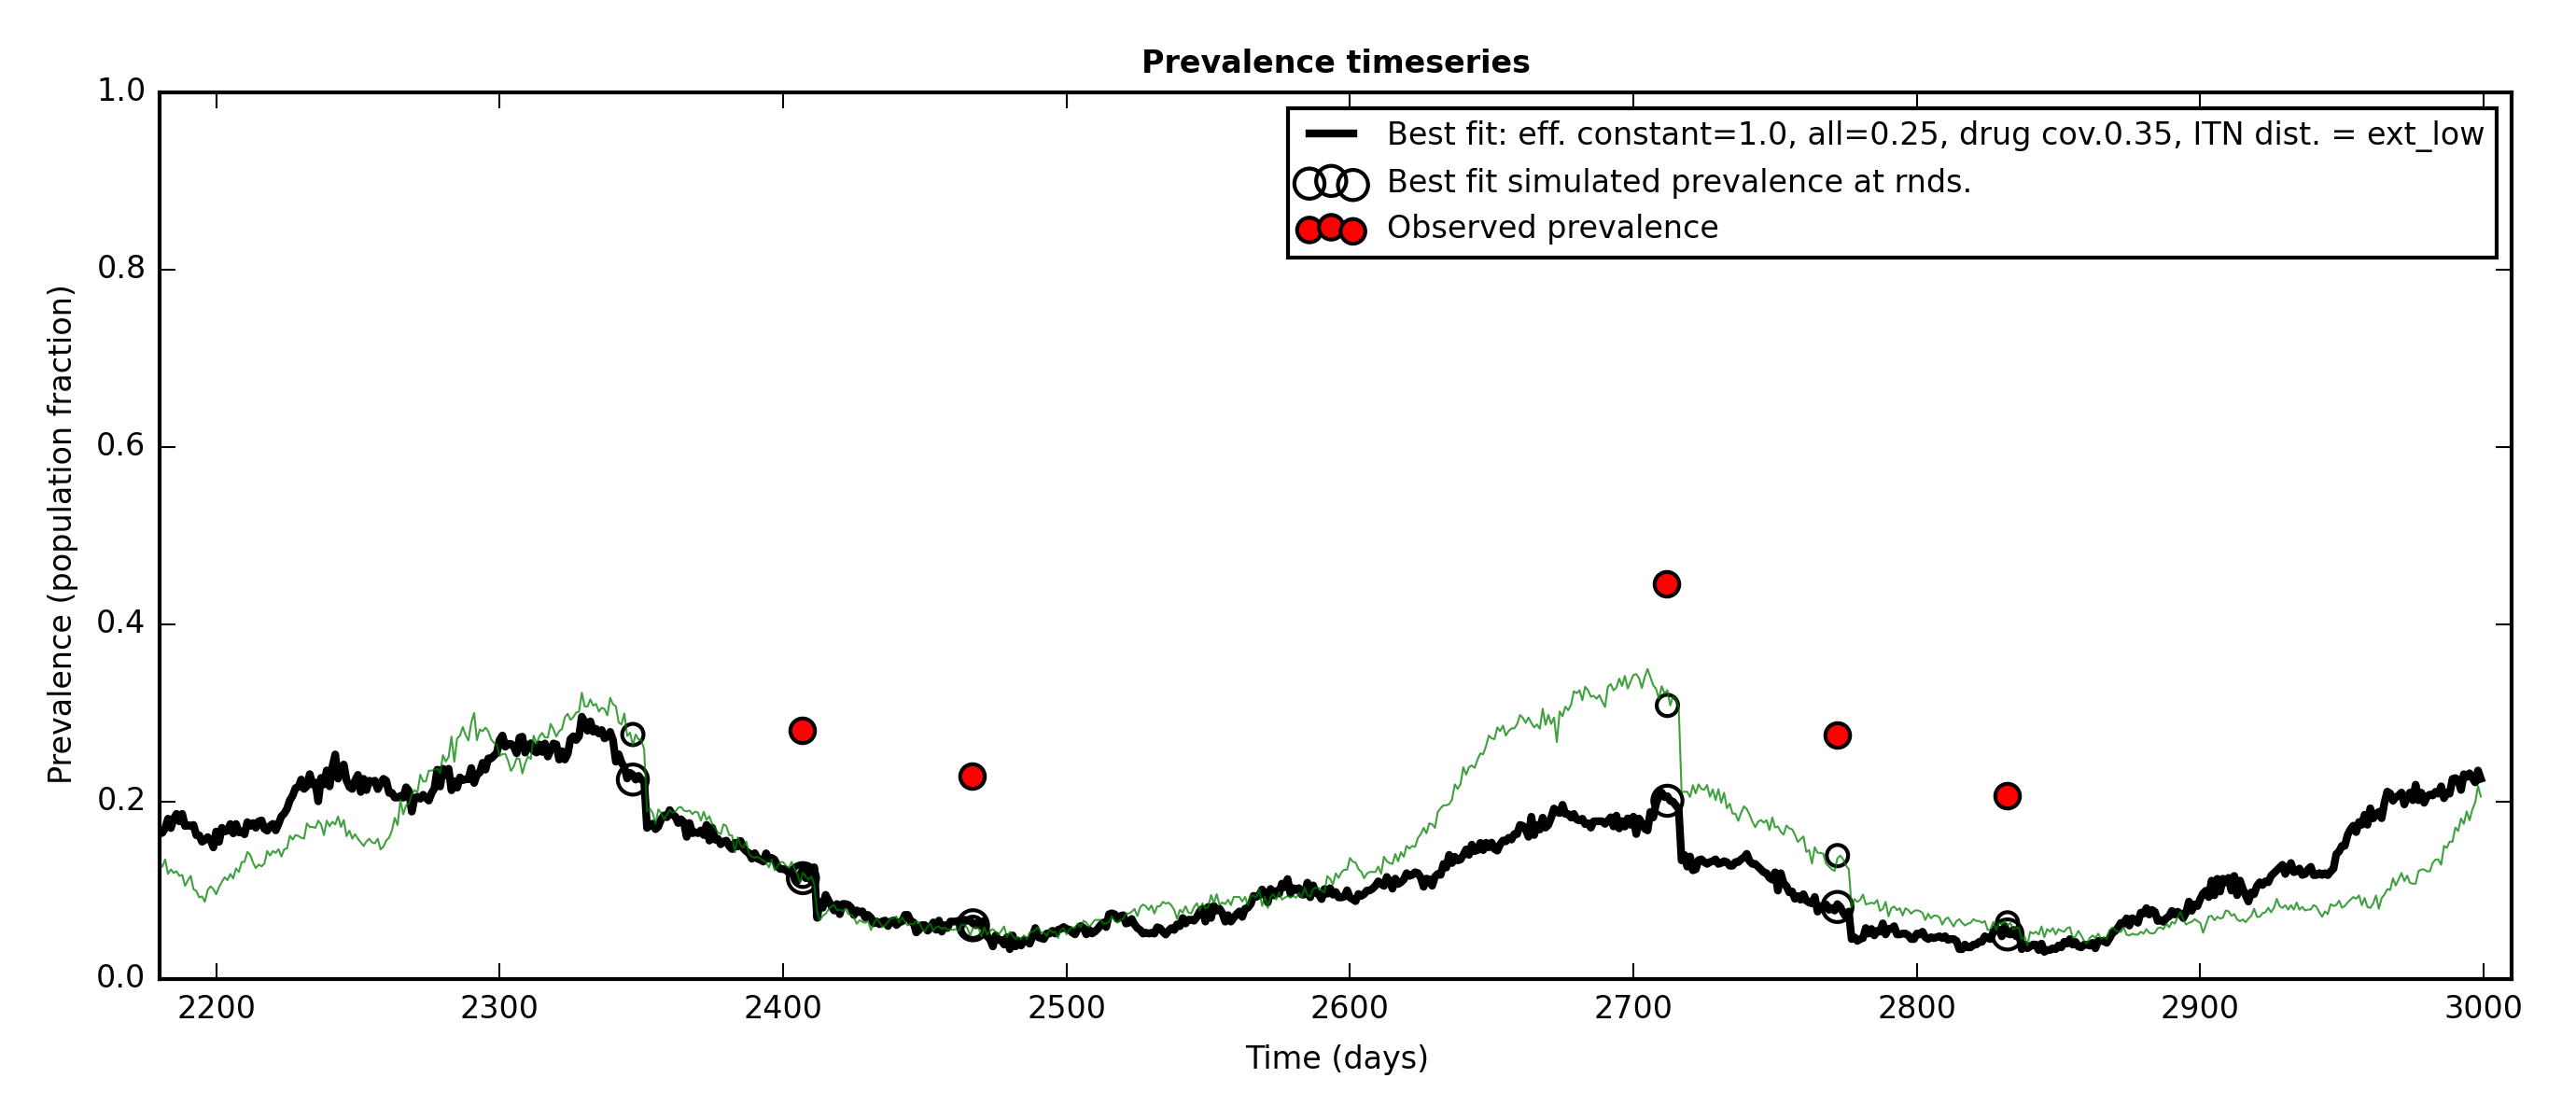 Prevalence timeseries
1.0
0.8
0.6
0.4
0.2
0.0
Prevalence (population fraction)
Best fit: eff. constant=1.0, all=0.25, drug cov.0.35, ITN dist. = ext_low
Best fit simulated prevalence at rnds.
Observed prevalence
2200 2300 2400 2500 2600 2700 2800 2900 3000
Time (days)